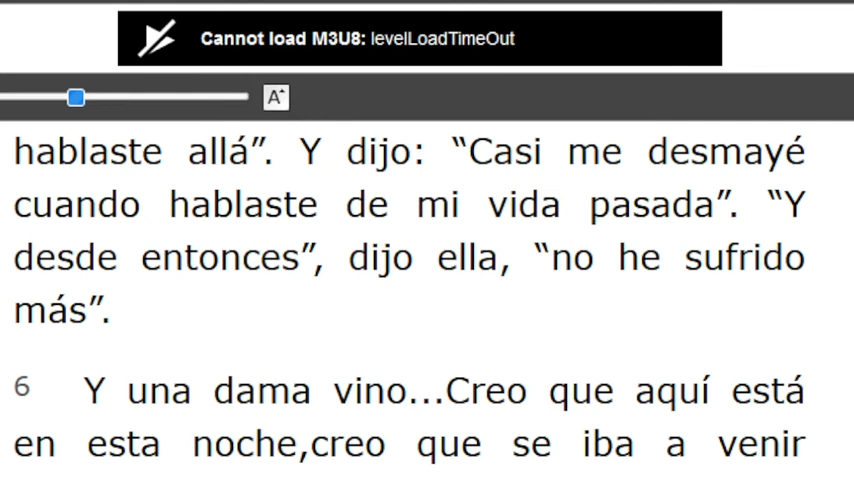 Cannot load M3U8: levelLoadTimeOut
A
hablaste allá”. Y dijo: “Casi me desmayé
cuando hablaste de mi vida pasada”. “Y
desde entonces”, dijo ella, “no he sufrido
más”.
6 Y una dama vino...Creo que aquí está
en esta noche,creo que se iba a venir